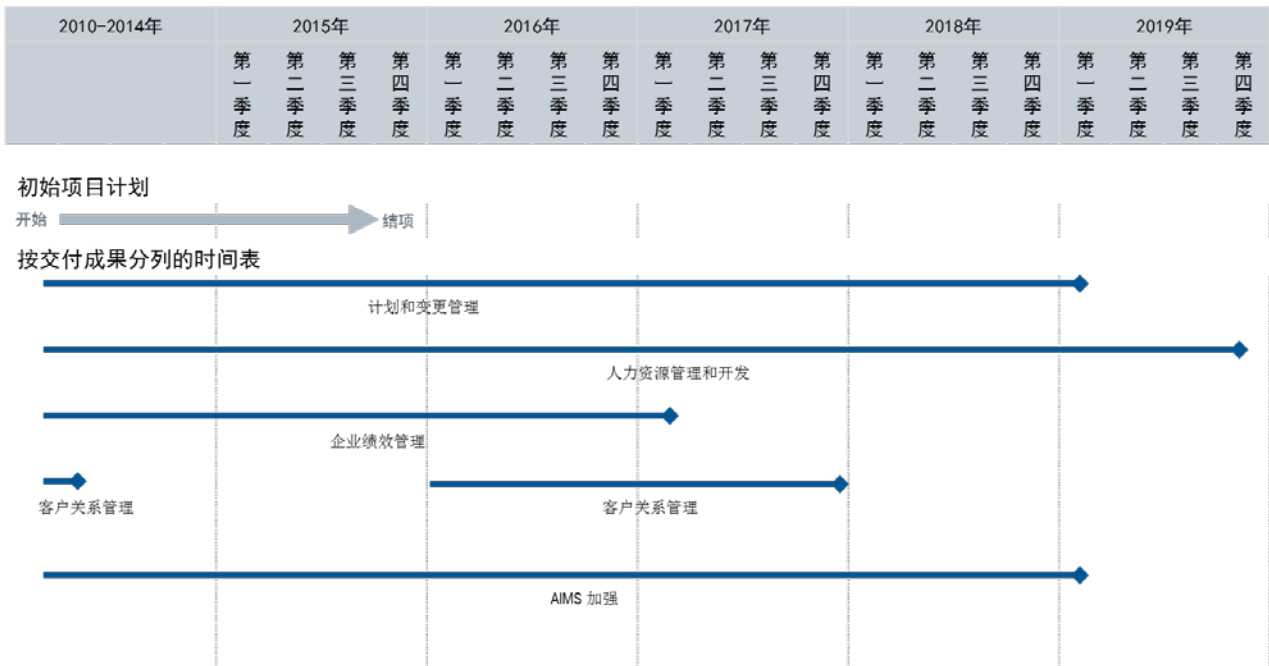 2010-2014年 2015年 2016年 2017年 2018年 2019年
第一季度 第二季度 第三季度 第四季度 第一季度 第二季度 第三季度 第四季度 第一季度 第二季度 第三季度 第四季度 第一季度 第二季度 第三季度 第四季度 第一季度 第二季度 第三季度 第四季度
初始项目计划
开始 结项
按交付成果分列的时间表
计划和变更管理
人力资源管理和开发
企业绩效管理
客户关系管理 客户关系管理
AIMS 加强